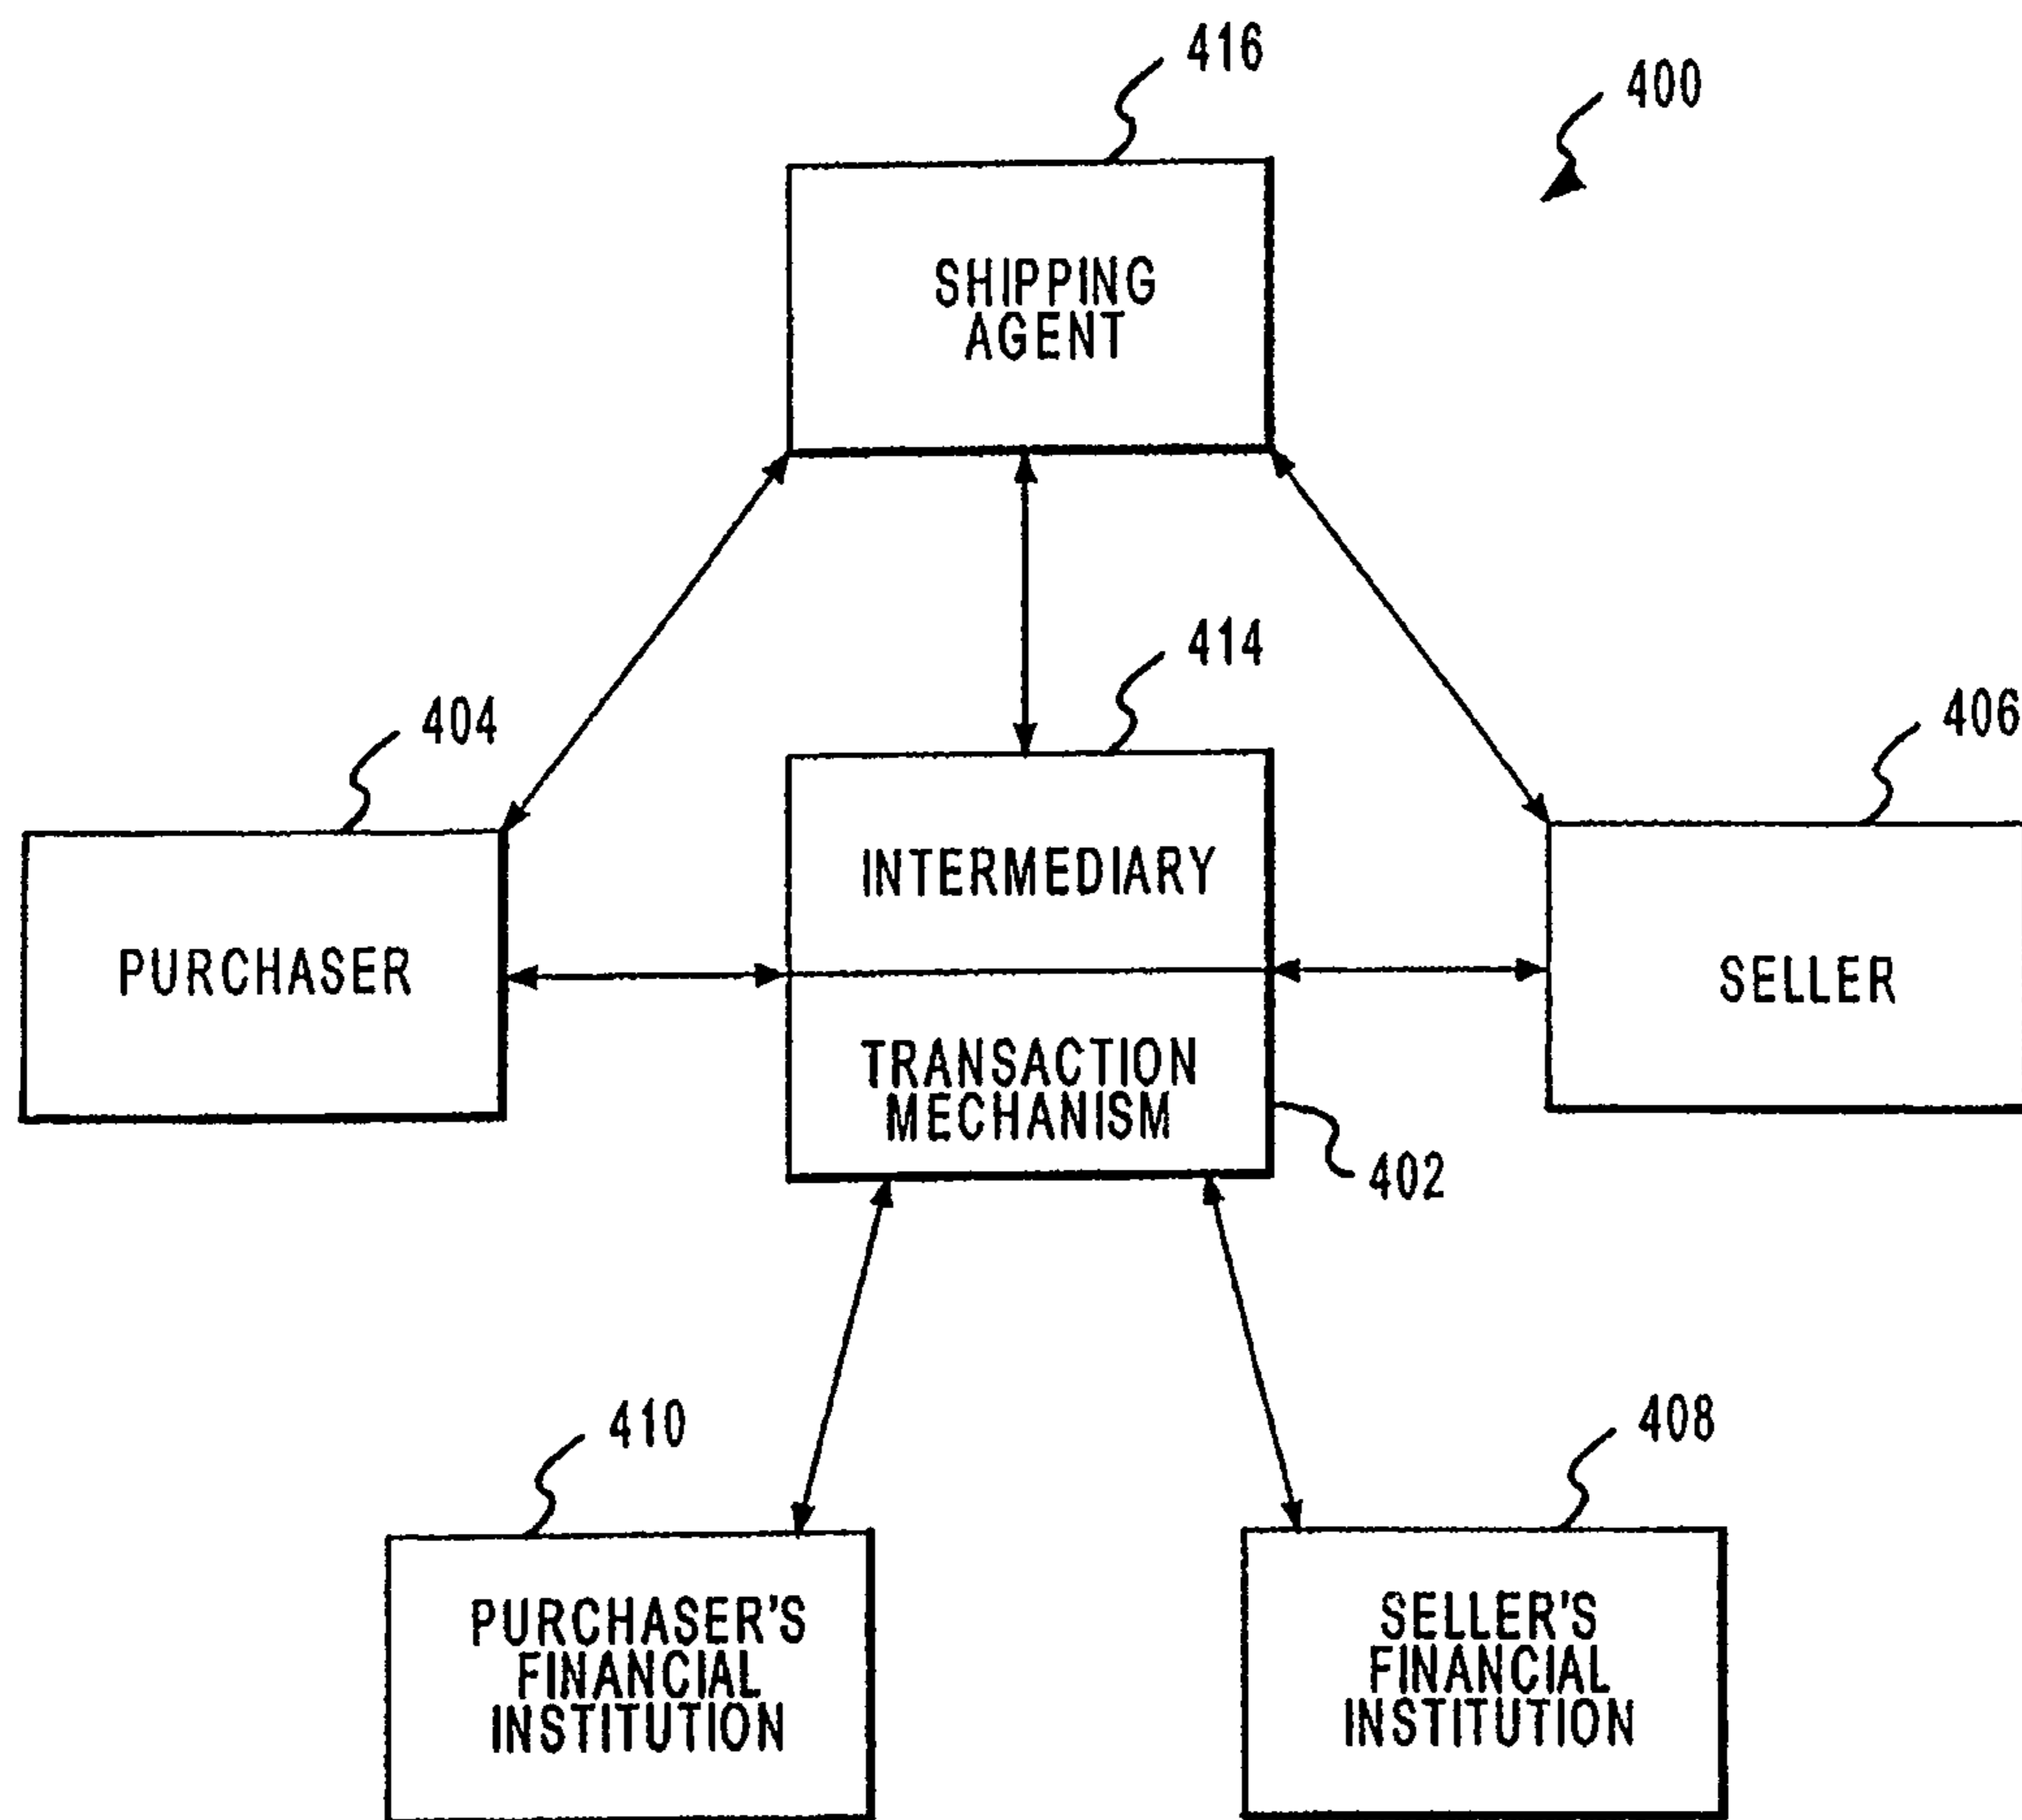 416
400
SHIPPING
AGENT
414
404
406
INTERMEDIARY
PURCHASER
SELLER
TRANSACTION
MECHANISM
402
410
408
PURCHASER'S
FINANCIAL
INSTITUTION
SELLER'S
FINANCIAL
INSTITUTION